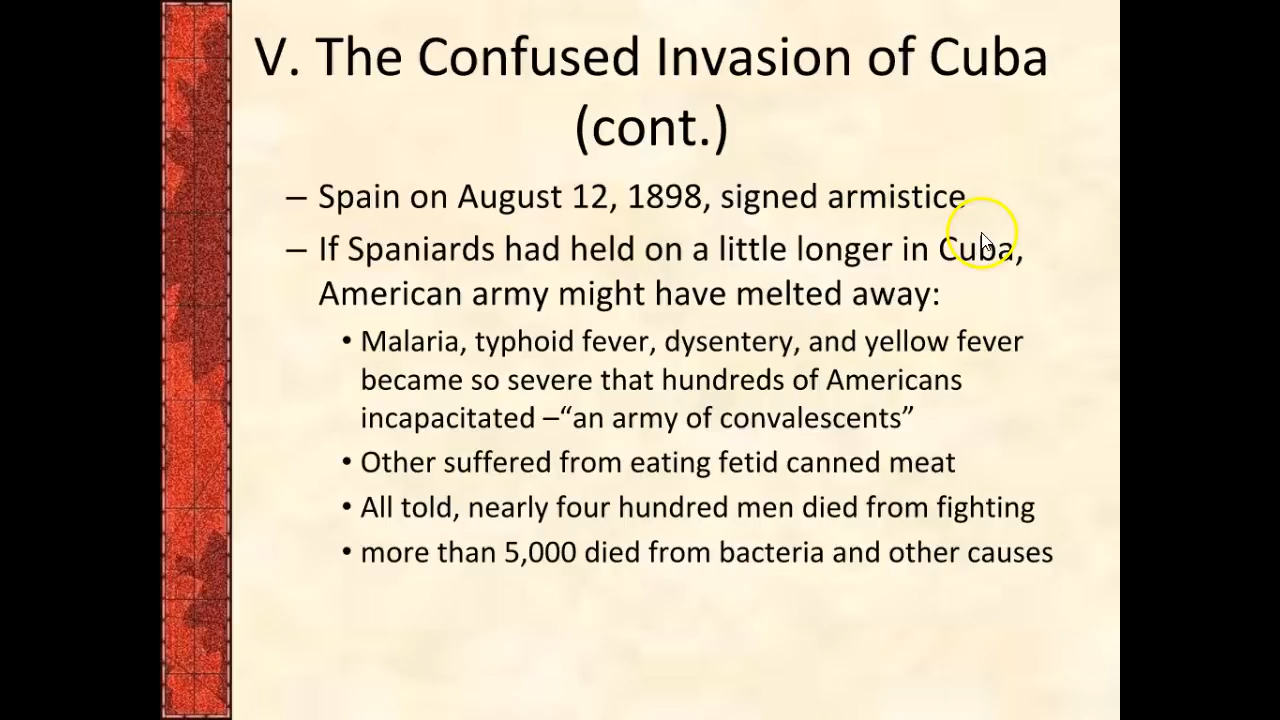 V. The Confused Invasion of Cuba
(cont.)
– Spain on August 12, 1898, signed armistice
– If Spaniards had held on a little longer in Cuba,
American army might have melted away:
• Malaria, typhoid fever, dysentery, and yellow fever
became so severe that hundreds of Americans
incapacitated –“an army of convalescents”
• Other suffered from eating fetid canned meat
• All told, nearly four hundred men died from fighting
• more than 5,000 died from bacteria and other causes